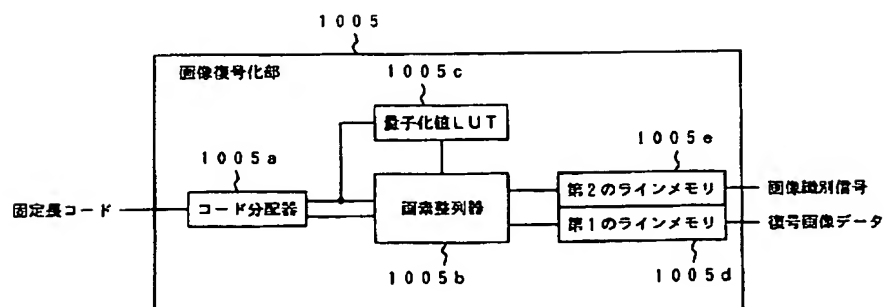 1005
画像復号化部
1005c
量子化値LUT
1005a
1005e
固定長コード
コード分配器
画素整列器
第2のラインメモリ
画像識別信号
第1のラインメモリ
復号画像データ
1005b
1005d